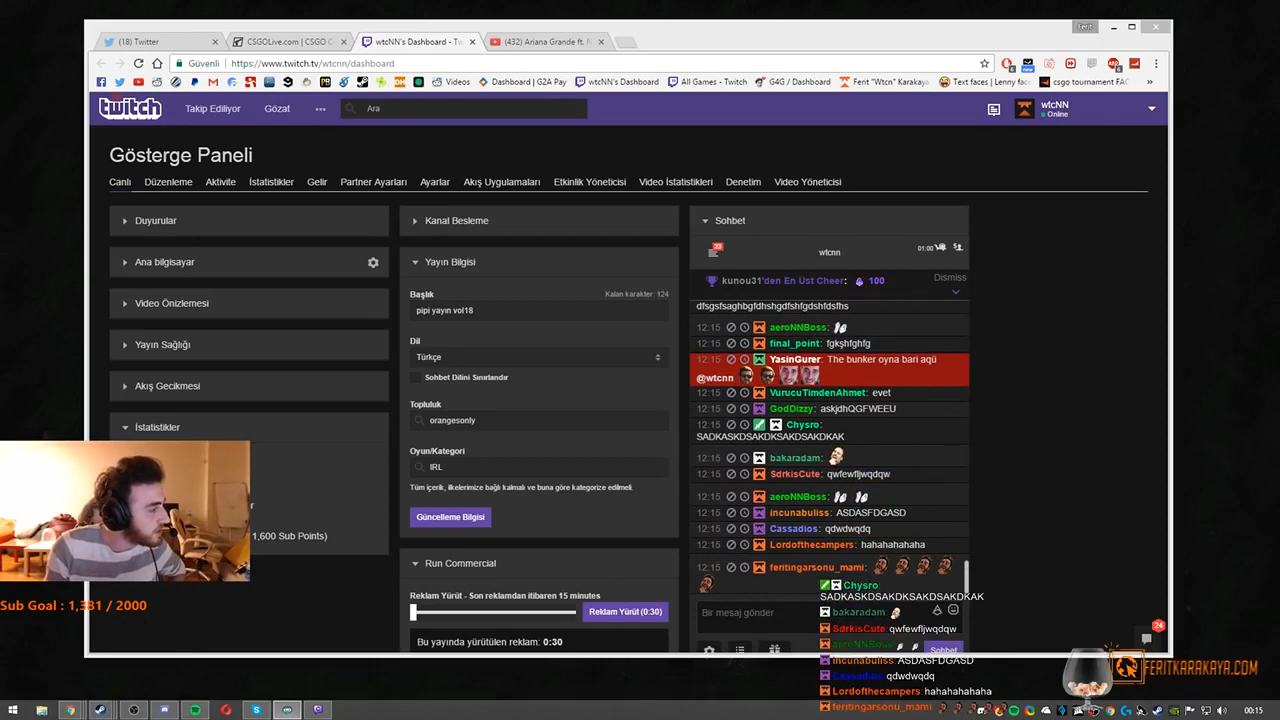 Ferit
(18) Twitter
CSGOLive.com | CSGO C
wtcNN's Dashboard - Tw
(432) Ariana Grande ft. N
Güvenli
https://www.twitch.tv/wtcnn/dashboard
Videos
Dashboard | G2A Pay
wtcNN's Dashboard
All Games - Twitch
G4G / Dashboard
Ferit "Wtcn" Karakaya
Text faces | Lenny face
csgo tournament FAC
»
twitch
Takip Ediliyor
Gözat
Ara
wtcNN
Online
Gösterge Paneli
Canlı
Düzenleme
Aktivite
İstatistikler
Gelir
Partner Ayarları
Ayarlar
Akış Uygulamaları
Etkinlik Yöneticisi
Video İstatistikleri
Denetim
Video Yöneticisi
Duyurular
Ana bilgisayar
Video Önizlemesi
Yayın Sağlığı
Akış Gecikmesi
İstatistikler
1,600 Sub Points)
Sub Goal : 1,381 / 2000
Kanal Besleme
Yayın Bilgisi
Başlık
Kalan karakter: 124
pipi yayın vol18
Dil
Türkçe
Sohbet Dilini Sınırlandır
Topluluk
orangesonly
Oyun/Kategori
IRL
Tüm içerik, ilkelerimize bağlı kalmalı ve buna göre kategorize edilmeli.
Güncelleme Bilgisi
Run Commercial
Reklam Yürüt - Son reklamdan itibaren 15 minutes
Reklam Yürüt (0:30)
Bu yayında yürütülen reklam: 0:30
Sohbet
23
wtcnn
01:00
kunou31'den En Üst Cheer: 100
Dismiss
dfsgsfsaghbgfdhshgdfshfgdshfdsfhs
12:15 aeroNNBoss:
12:15 final_point: fgkşhfghfg
12:15 YasinGurer: The bunker oyna bari aqü
@wtcnn
12:15 VurucuTimdenAhmet: evet
12:15 GodDizzy: askjdhQGFWEEU
12:15 Chysro:
SADKASKDSAKDKSAKDSAKDKAK
12:15 bakaradam:
12:15 SdrkisCute: qwfewfljwqdqw
12:15 aeroNNBoss:
12:15 incunabuliss: ASDASFDGASD
12:15 Cassadios: qdwdwqdq
12:15 Lordofthecampers: hahahahahaha
12:15 feritingarsonu_mami:
Bir mesaj gönder
Sohbet
24
Chysro:
SADKASKDSAKDKSAKDSAKDKAK
bakaradam:
SdrkisCute: qwfewfljwqdqw
aeroNNBoss:
incunabuliss: ASDASFDGASD
Cassadios: qdwdwqdq
Lordofthecampers: hahahahahaha
feritingarsonu_mami:
FERITKARAKAYA.COM
00:15